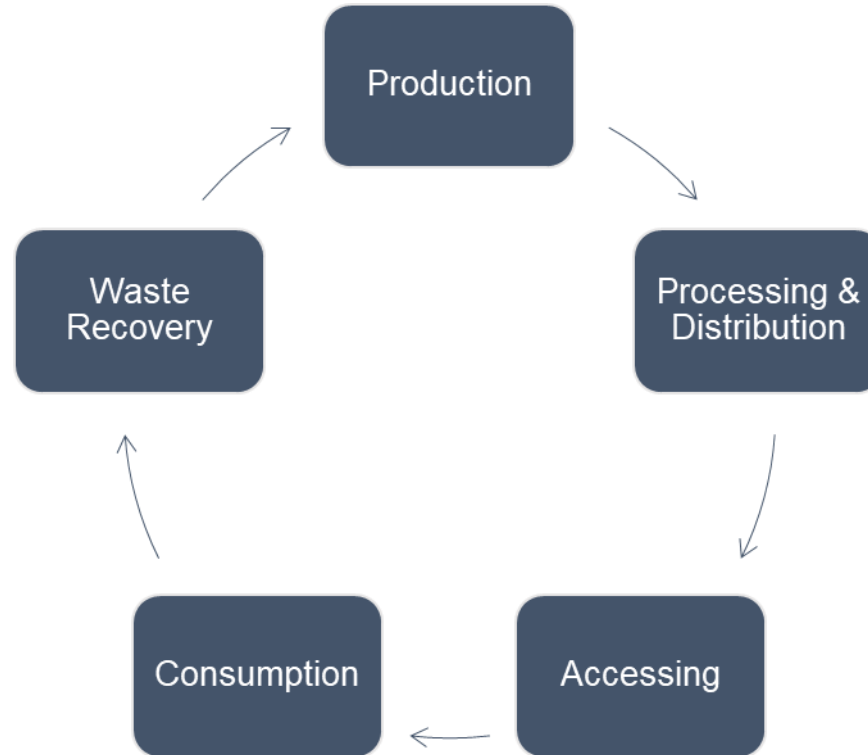 Production
Processing &
Distribution
Accessing
Consumption
Waste
Recovery